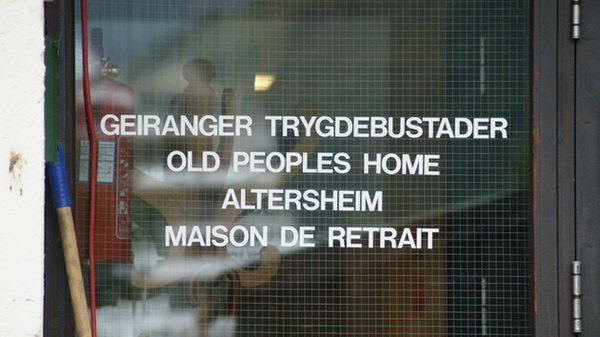 GEIRANGER TRYGDEBUSTADER
OLD PEOPLES HOME
ALTERSHEIM
MAISON DE RETRAIT